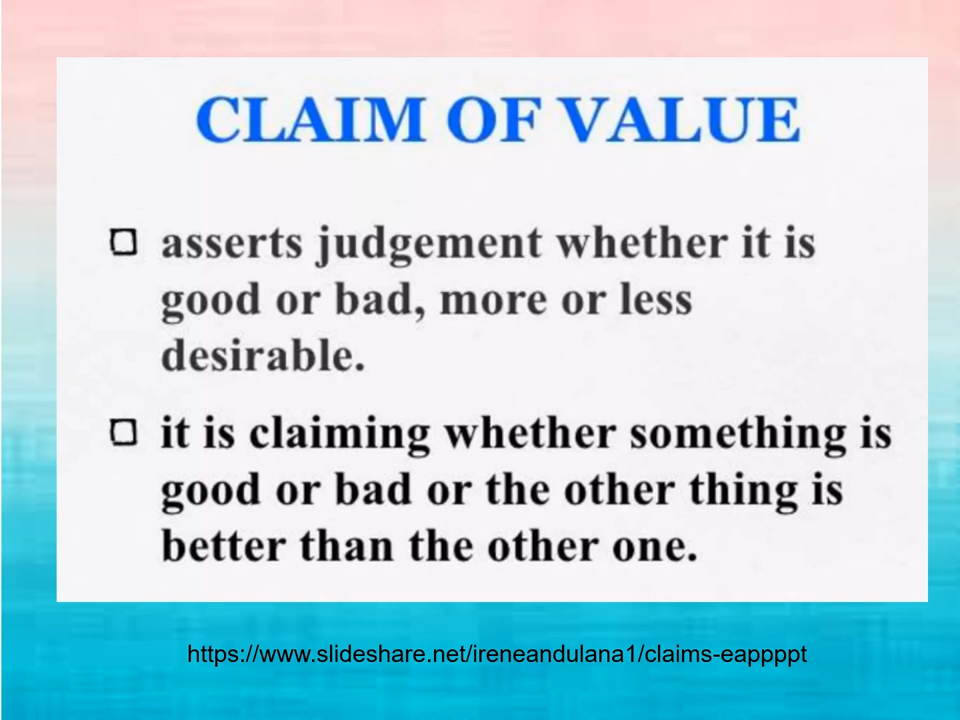 CLAIM OF VALUE
asserts judgement whether it is
good or bad, more or less
desirable.
it is claiming whether something is
good or bad or the other thing is
better than the other one.
https://www.slideshare.net/ireneandulana1/claims-eappppt